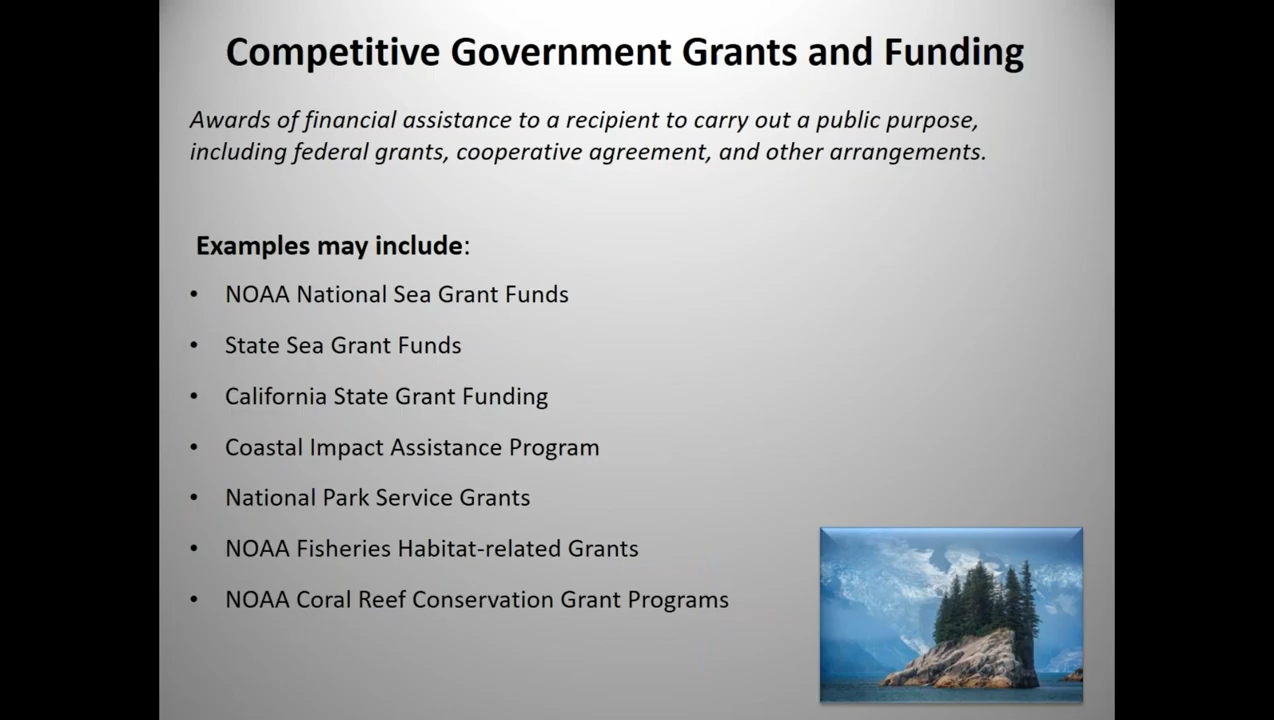 Competitive Government Grants and Funding
Awards of financial assistance to a recipient to carry out a public purpose,
including federal grants, cooperative agreement, and other arrangements.
Examples may include:
• NOAA National Sea Grant Funds
• State Sea Grant Funds
• California State Grant Funding
• Coastal Impact Assistance Program
• National Park Service Grants
• NOAA Fisheries Habitat-related Grants
• NOAA Coral Reef Conservation Grant Programs